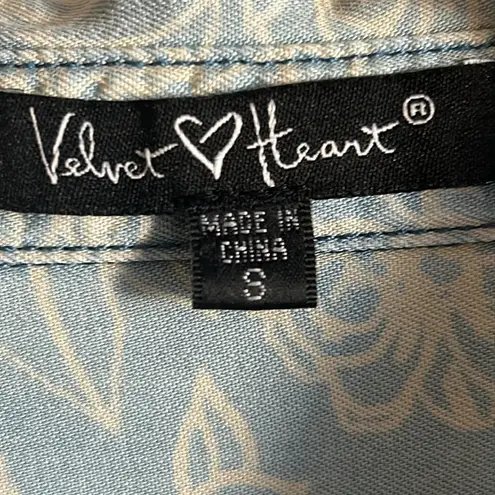 Velvet ♡ Heart®
MADE IN
CHINA
S